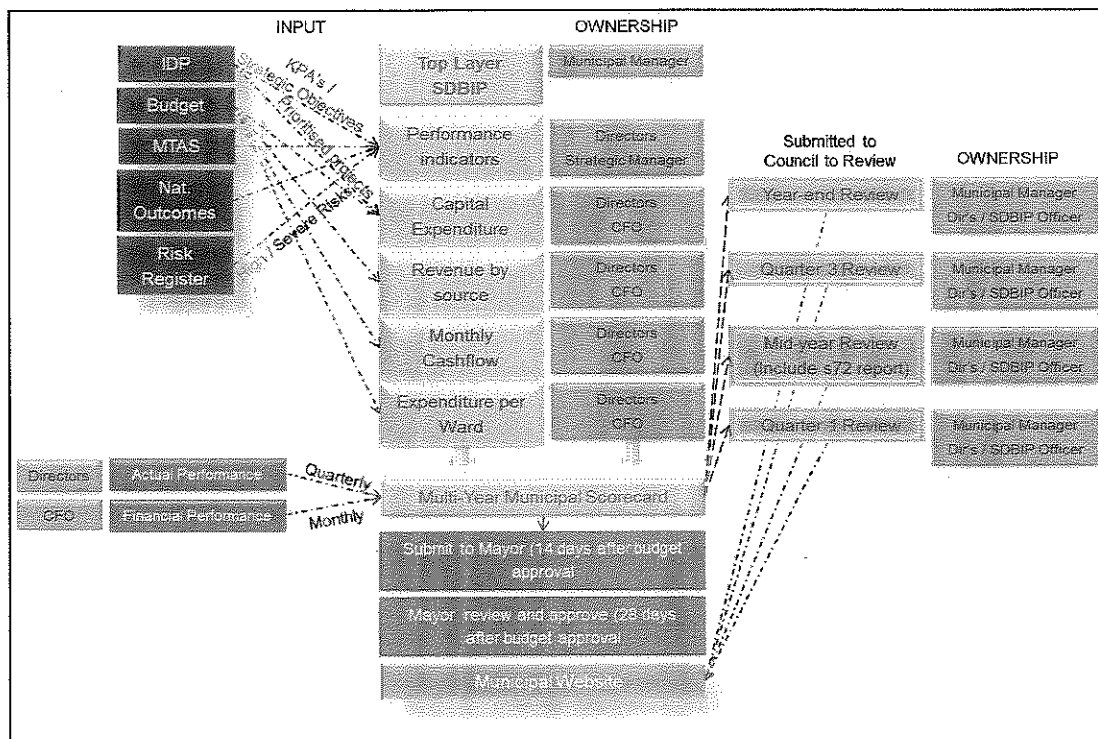 INPUT
OWNERSHIP
IDP
Budget
MTAS
Nat.
Outcomes
Risk
Register
KPA's /
Strategic Objectives
Prioritised projects
/ Severe Risks
Top Layer
SDBIP
Municipal Manager
Performance
indicators
Directors
Strategic Manager
Capital
Expenditure
Directors
CFO
Revenue by
source
Directors
CFO
Monthly
Cashflow
Directors
CFO
Expenditure per
Ward
Directors
CFO
Submitted to
Council to Review
OWNERSHIP
Year-end Review
Municipal Manager
Dir's / SDBIP Officer
Quarter 3 Review
Municipal Manager
Dir's / SDBIP Officer
Mid-year Review
(Include s72 report)
Municipal Manager
Dir's / SDBIP Officer
Quarter 1 Review
Municipal Manager
Dir's / SDBIP Officer
Directors
Actual Performance
Quarterly
CFO
Financial Performance
Monthly
Multi-Year Municipal Scorecard
Submit to Mayor (14 days after budget
approval
Mayor review and approve (28 days
after budget approval
Municipal Website